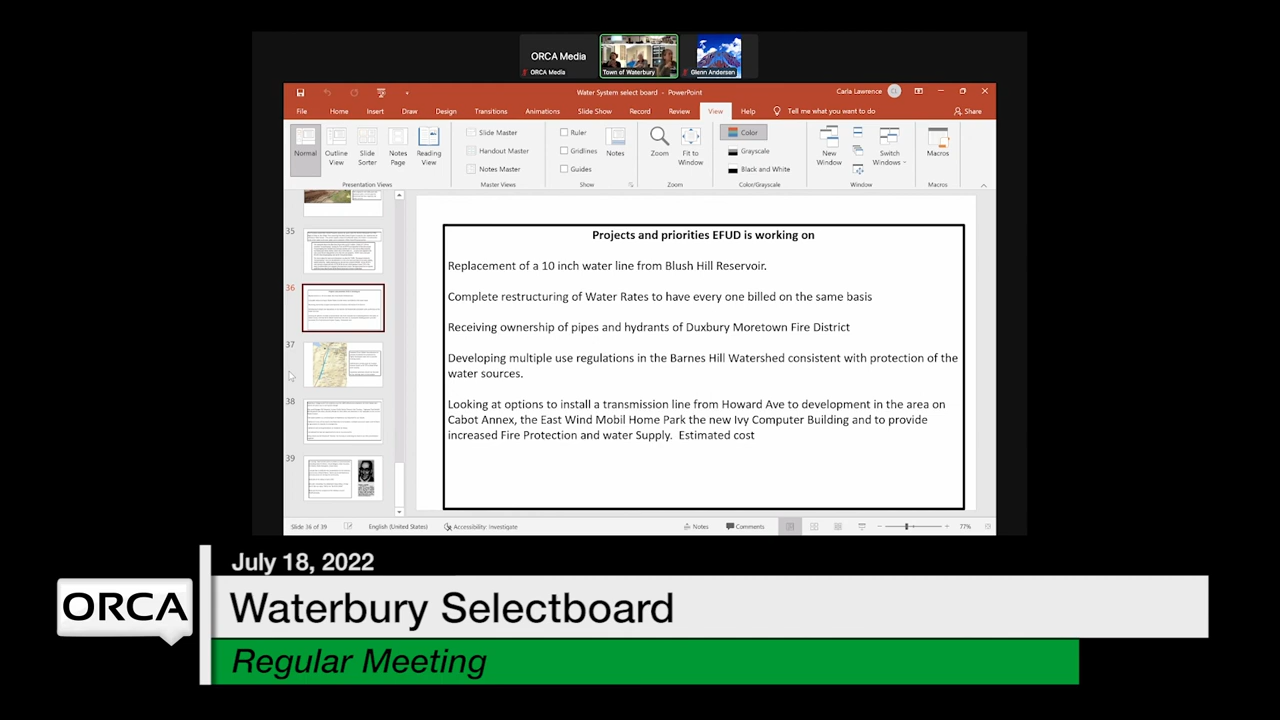 ORCA Media
ORCA Media
Town of Waterbury
Glenn Andersen
Water System select board - PowerPoint
Carla Lawrence
CL
File Home Insert Draw Design Transitions Animations Slide Show Record Review View Help Tell me what you want to do Share
Normal
Outline View
Slide Sorter
Notes Page
Reading View
Presentation Views
Slide Master
Handout Master
Notes Master
Master Views
Ruler
Gridlines
Guides
Show
Notes
Zoom
Fit to Window
Zoom
Color
Grayscale
Black and White
Color/Grayscale
New Window
Switch Windows
Window
Macros
Macros
35
36
37
38
39
Projects and priorities EFUD is working on
Replacement of a 10 inch water line from Blush Hill Reservoir.
Complete restructuring of Water Rates to have every one billed on the same basis
Receiving ownership of pipes and hydrants of Duxbury Moretown Fire District
Developing multiple use regulations in the Barnes Hill Watershed consistent with protection of the
water sources.
Looking at options to install a transmission line from Howard Ave to development in the area on
Cabot Annex, the East Wind Mobil Home Park the new Ivy Computer Building and to provide
increased Fire Protection and water Supply. Estimated cost
Slide 36 of 39 English (United States) Accessibility: Investigate Notes Comments 77%
July 18, 2022
ORCA
Waterbury Selectboard
Regular Meeting